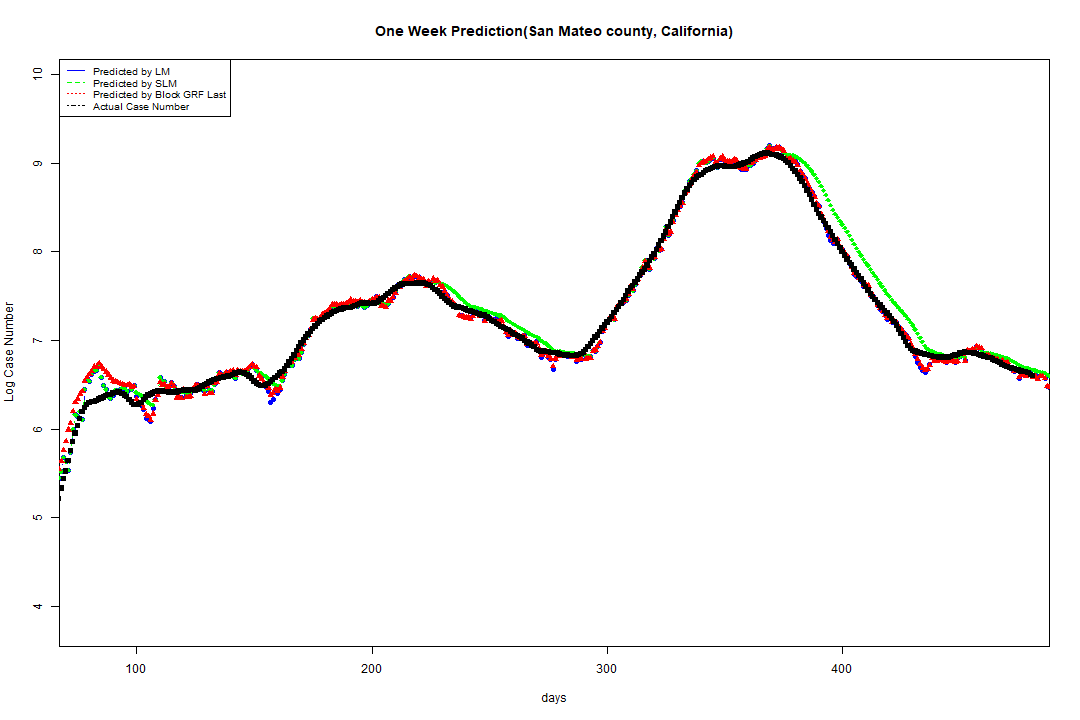 One Week Prediction(San Mateo county, California)
Predicted by LM
Predicted by SLM
Predicted by Block GRF Last
Actual Case Number
Log Case Number
10
9
8
7
6
5
4
100 200 300 400
days